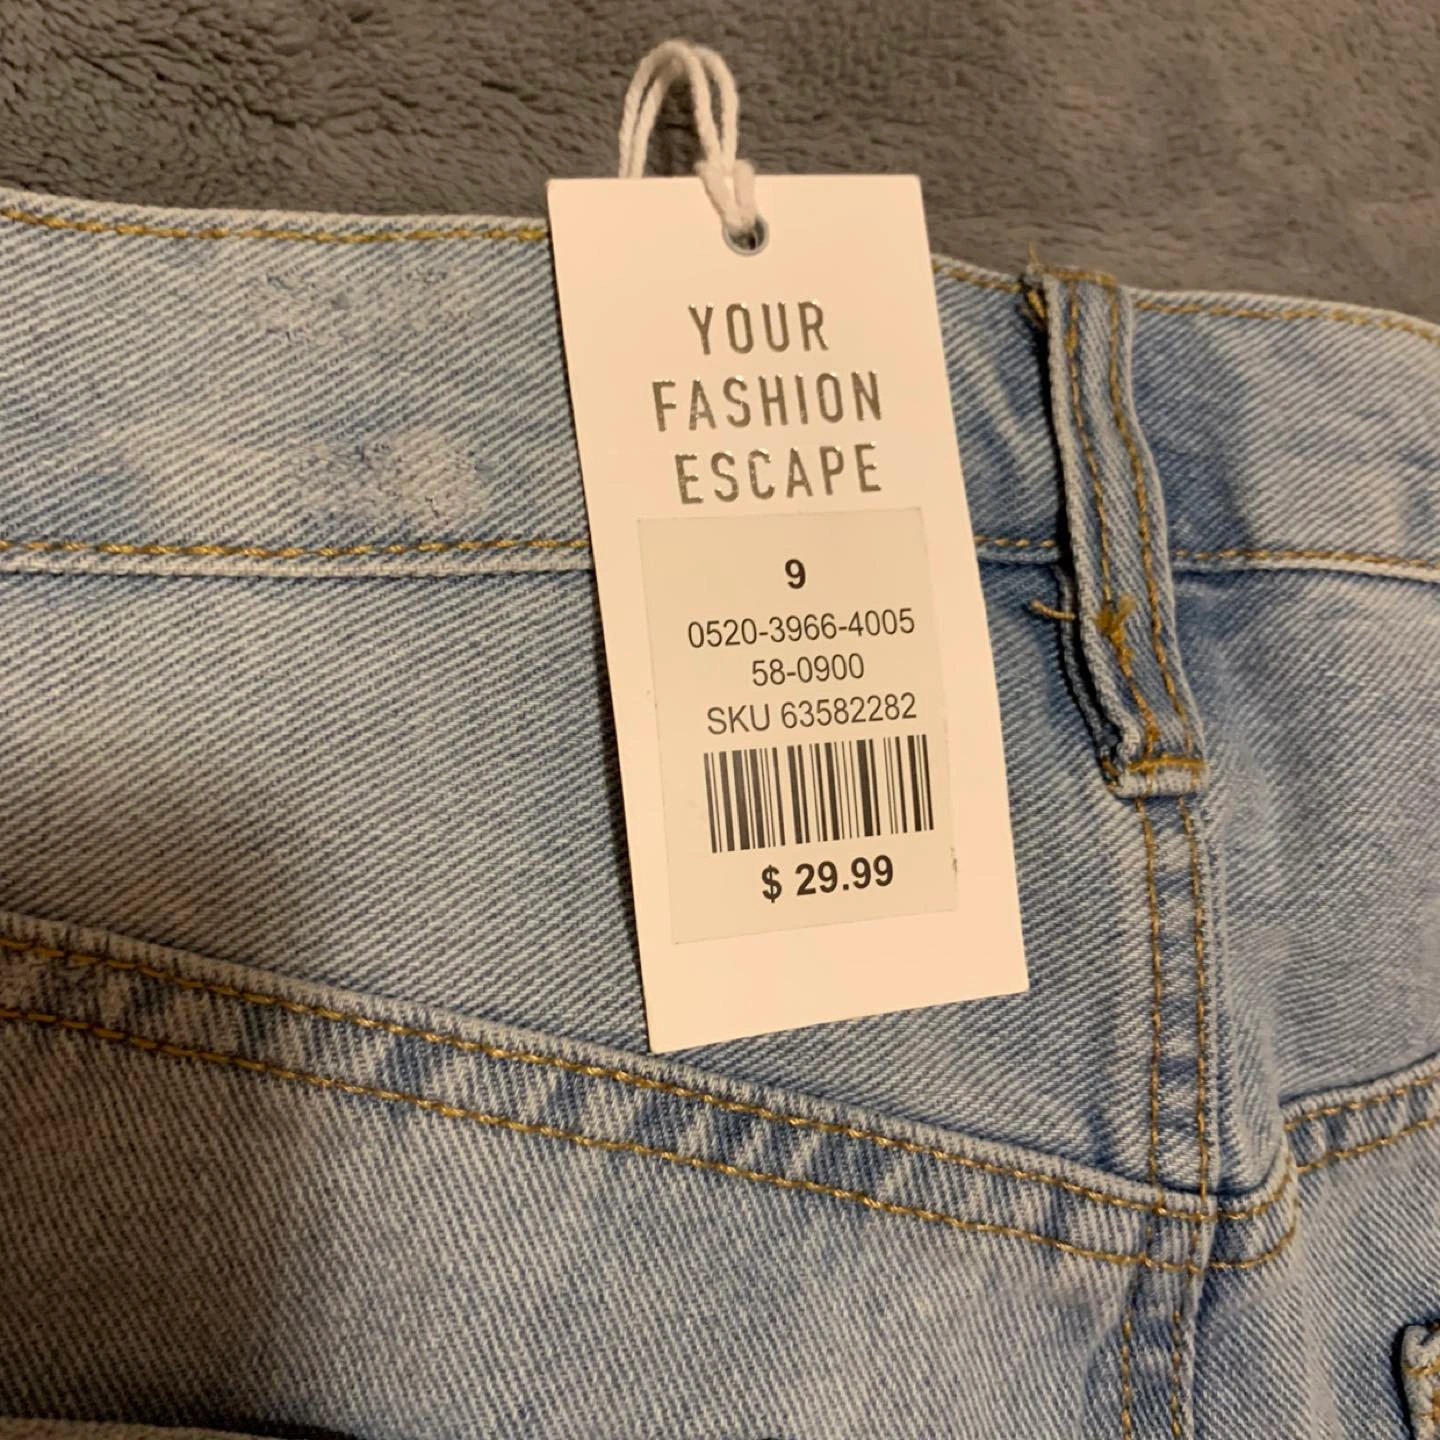 YOUR
FASHION
ESCAPE
9
0520-3966-4005
58-0900
SKU 63582282
$ 29.99